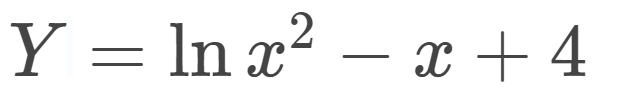 Y = ln x² − x + 4